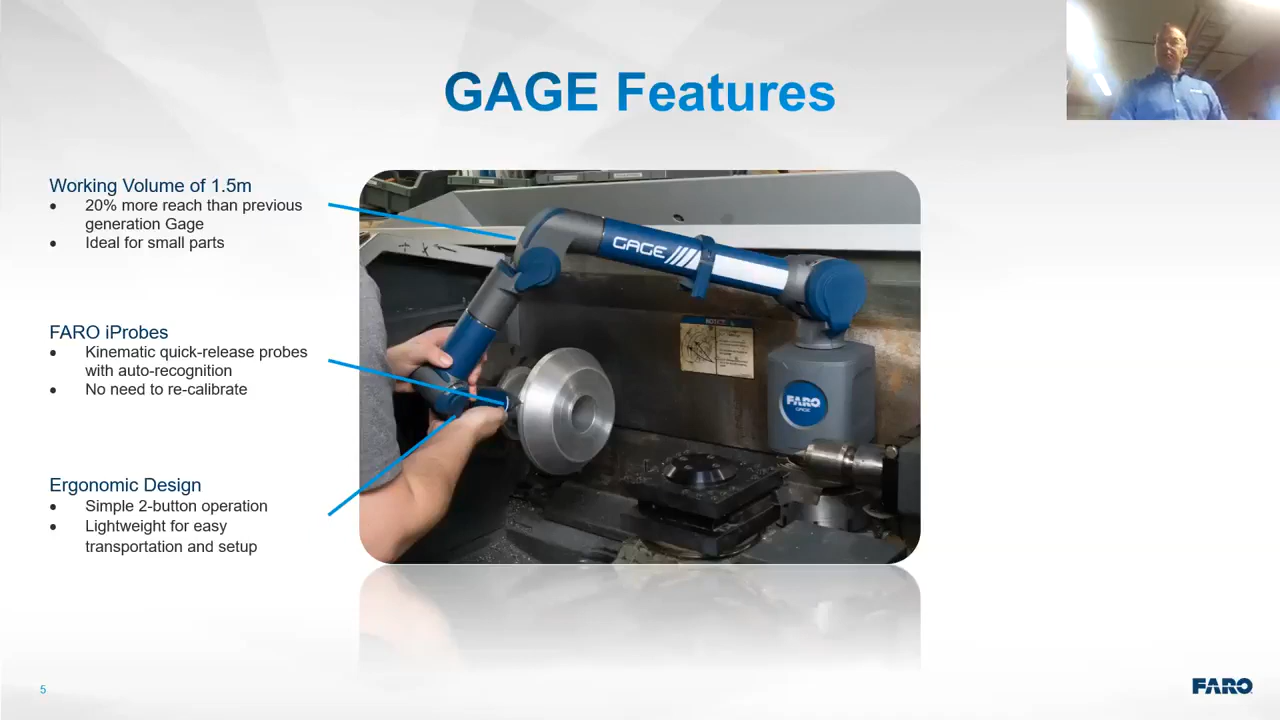 GAGE Features
Working Volume of 1.5m
• 20% more reach than previous
generation Gage
• Ideal for small parts
FARO iProbes
• Kinematic quick-release probes
with auto-recognition
• No need to re-calibrate
Ergonomic Design
• Simple 2-button operation
• Lightweight for easy
transportation and setup
GAGE
FARO
GAGE
5
FARO